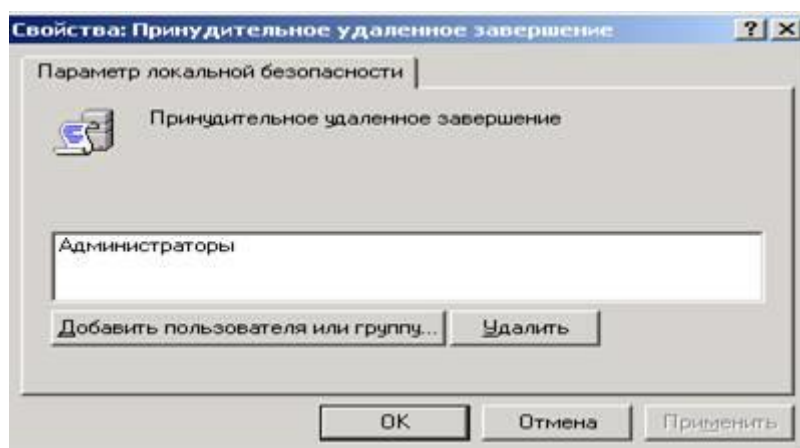 Свойства: Принудительное удаленное завершение
Параметр локальной безопасности
Принудительное удаленное завершение
Администраторы
Добавить пользователя или группу... Удалить
OK Отмена Применить